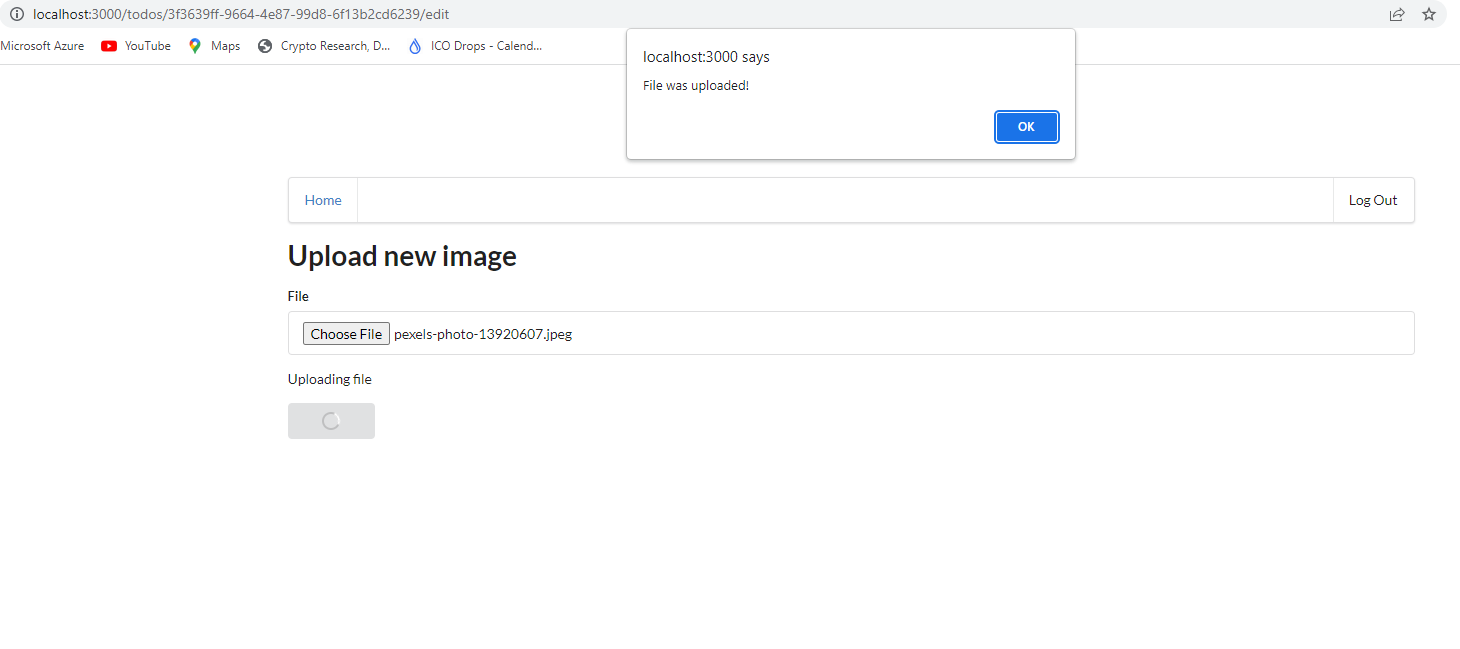 localhost:3000/todos/3f3639ff-9664-4e87-99d8-6f13b2cd6239/edit
Microsoft Azure YouTube Maps Crypto Research, D... ICO Drops - Calend...
localhost:3000 says
File was uploaded!
OK
Home Log Out
Upload new image
File
Choose File pexels-photo-13920607.jpeg
Uploading file